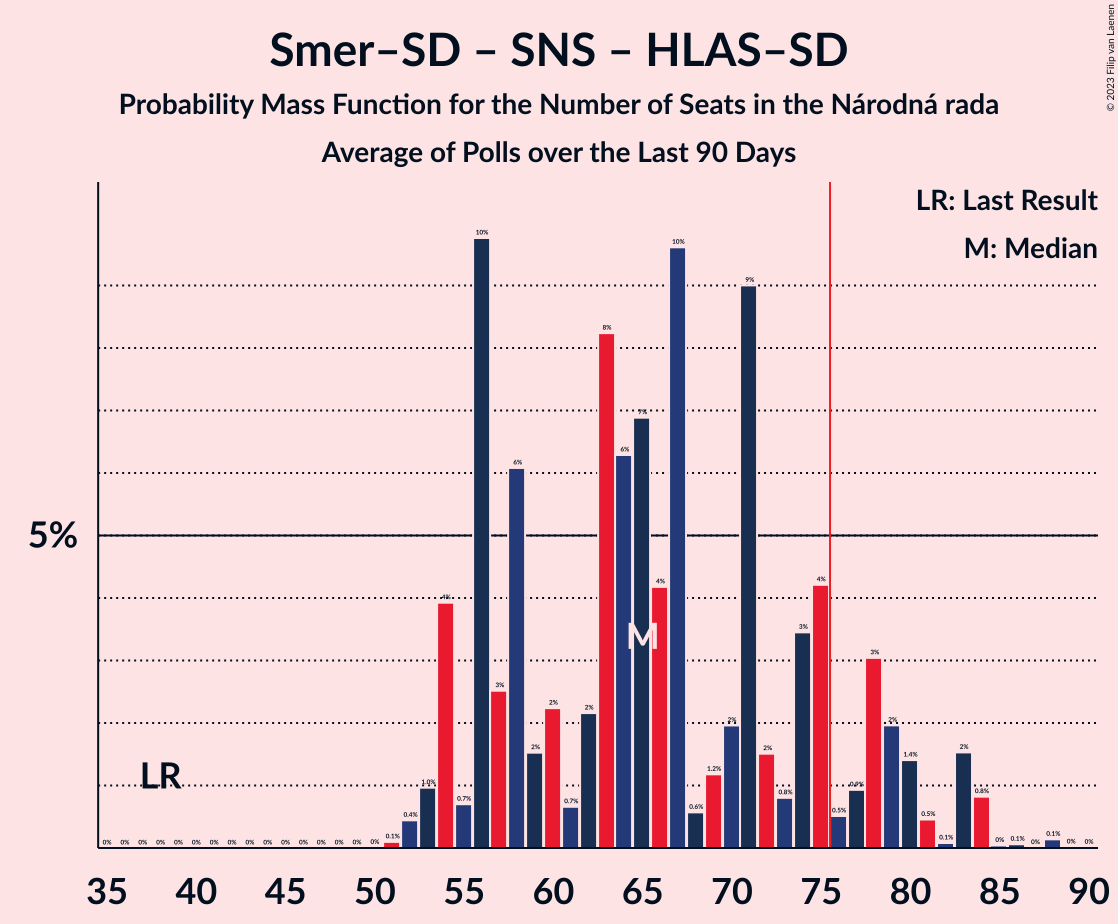 Smer–SD – SNS – HLAS–SD
Probability Mass Function for the Number of Seats in the Národná rada
Average of Polls over the Last 90 Days
© 2023 Filip van Laenen
LR: Last Result
M: Median
5%
LR
M
0% 0% 0% 0% 0% 0% 0% 0% 0% 0% 0% 0% 0% 0% 0% 0% 0.1% 0.4% 1.0% 4% 0.7% 10% 3% 6% 2% 2% 0.7% 2% 8% 6% 7% 4% 10% 0.6% 1.2% 2% 9% 2% 0.8% 3% 4% 0.5% 0.9% 3% 2% 1.4% 0.5% 0.1% 2% 0.8% 0% 0.1% 0% 0.1% 0% 0%
35 40 45 50 55 60 65 70 75 80 85 90